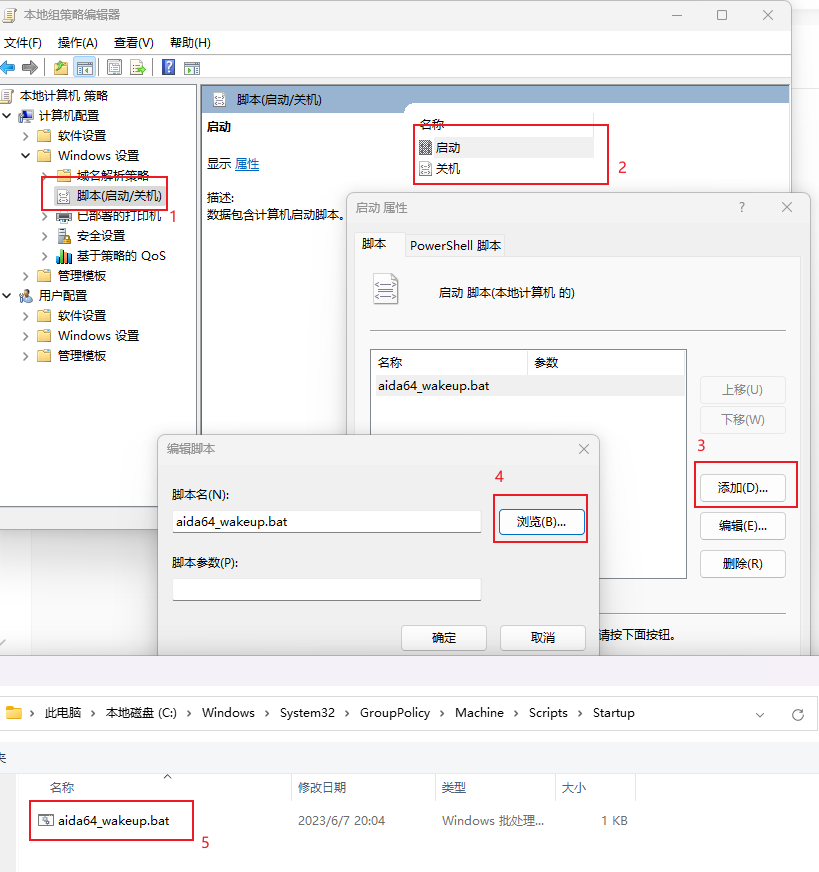 本地组策略编辑器
文件(F) 操作(A) 查看(V) 帮助(H)
本地计算机 策略
计算机配置
软件设置
Windows 设置
域名解析策略
脚本(启动/关机)
1
已部署的打印机
安全设置
基于策略的 QoS
管理模板
用户配置
软件设置
Windows 设置
管理模板
脚本(启动/关机)
启动
显示 属性
描述:
数据包含计算机启动脚本。
名称
启动
关机
2
启动 属性
?
脚本
PowerShell 脚本
启动 脚本(本地计算机 的)
名称 参数
aida64_wakeup.bat
上移(U)
下移(W)
3
添加(D)...
编辑(E)...
删除(R)
请按下面按钮。
编辑脚本
4
脚本名(N):
aida64_wakeup.bat
浏览(B)...
脚本参数(P):
确定
取消
此电脑 › 本地磁盘 (C:) › Windows › System32 › GroupPolicy › Machine › Scripts › Startup
夹
名称 修改日期 类型 大小
aida64_wakeup.bat 2023/6/7 20:04 Windows 批处理... 1 KB
5